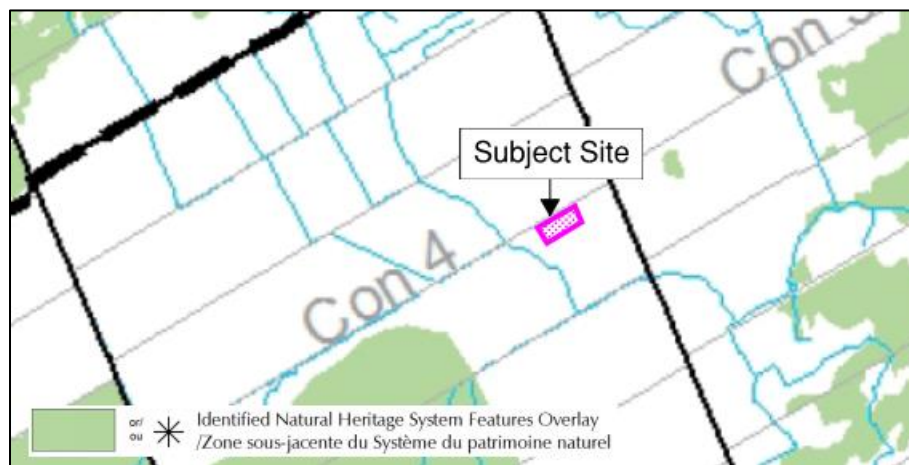 Con
Subject Site
Con 4
or/
ou
Identified Natural Heritage System Features Overlay
/Zone sous-jacente du Système du patrimoine naturel